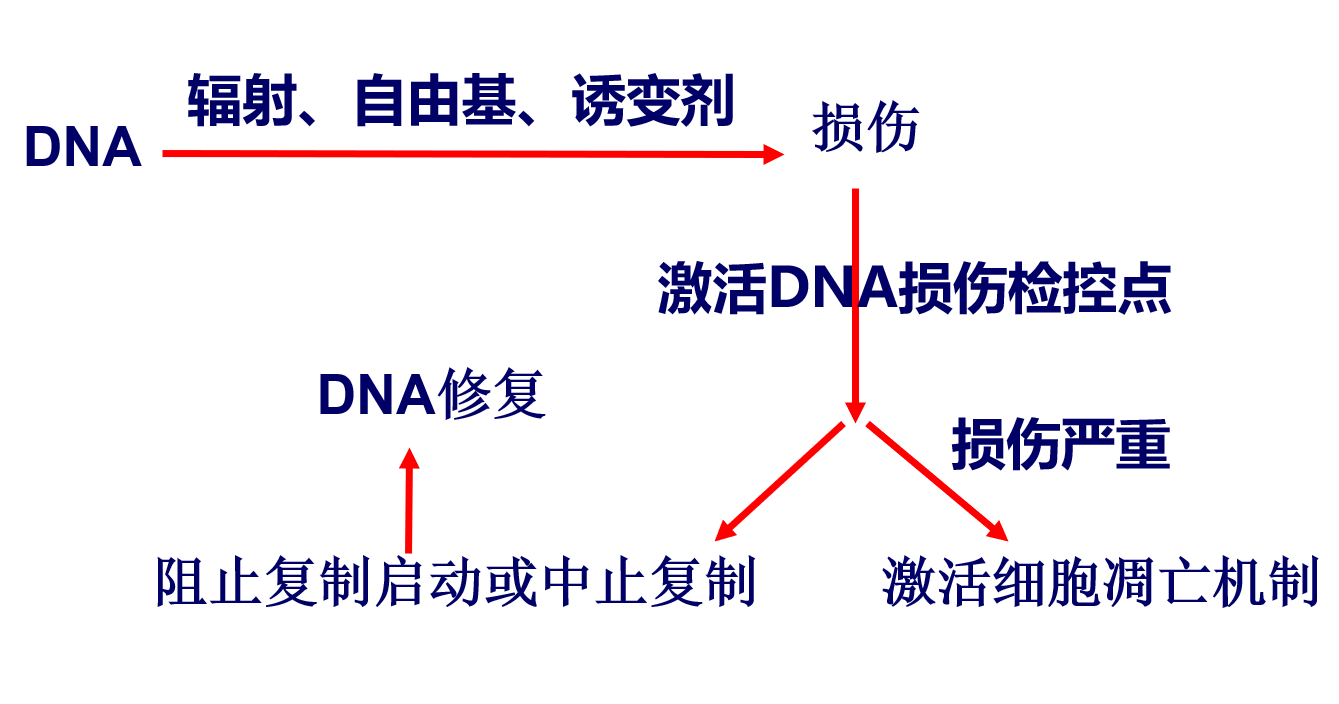 辐射、自由基、诱变剂
DNA
损伤
激活DNA损伤检控点
DNA修复
损伤严重
阻止复制启动或中止复制
激活细胞凋亡机制